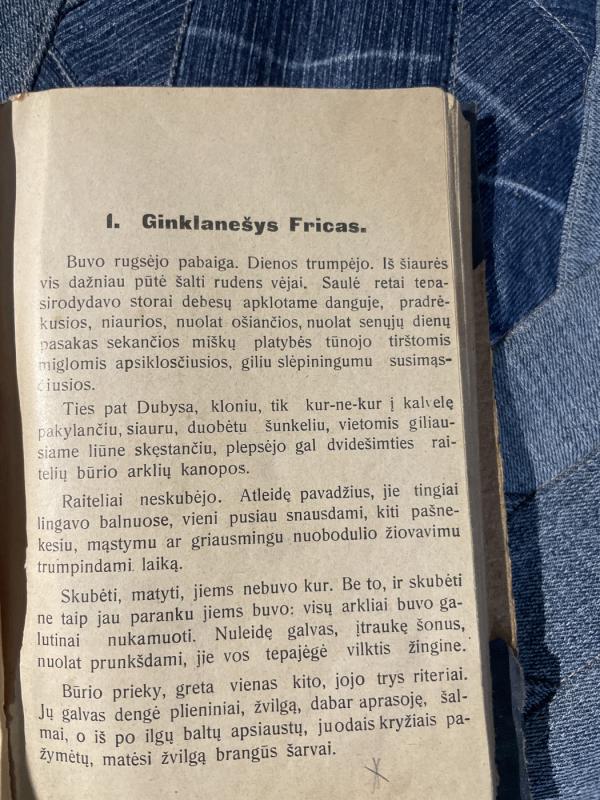 I. Ginklanešys Fricas.
Buvo rugsėjo pabaiga. Dienos trumpėjo. Iš šiaurės
vis dažniau pūtė šalti rudens vėjai. Saulė retai tepa-
sirodydavo storai debesų apklotame danguje, pradrė-
kusios, niaurios, nuolat ošiančios, nuolat senųjų dienų
pasakas sekančios miškų platybės tūnojo tirštomis
miglomis apsiklosčiusios, giliu slėpiningumu susimąs-
čiusios.
Ties pat Dubysa, kloniu, tik kur-ne-kur į kalvelę
pakylančiu, siauru, duobėtu šunkeliu, vietomis giliau-
siame liūne skęstančiu, plepsėjo gal dvidešimties rai-
telių būrio arklių kanopos.
Raiteliai neskubėjo. Atleidę pavadžius, jie tingiai
lingavo balnuose, vieni pusiau snausdami, kiti pašne-
kesiu, mąstymu ar griausmingu nuobodulio žiovavimu
trumpindami laiką.
Skubėti, matyti, jiems nebuvo kur. Be to, ir skubėti
ne taip jau paranku jiems buvo: visų arkliai buvo ga-
lutinai nukamuoti. Nuleidę galvas, įtraukę šonus,
nuolat prunkšdami, jie vos tepajėgė vilktis žingine.
Būrio prieky, greta vienas kito, jojo trys riteriai.
Jų galvas dengė plieniniai, žvilgą, dabar aprasoję, šal-
mai, o iš po ilgų baltų apsiaustų, juodais kryžiais pa-
žymėtų, matėsi žvilgą brangūs šarvai.